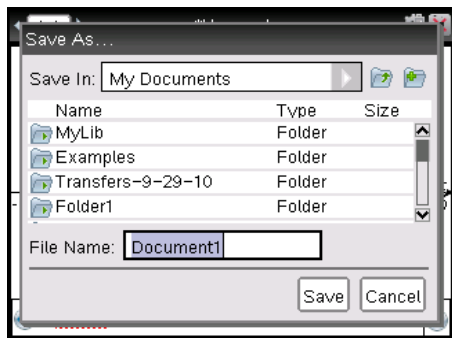 Save As...
Save In: My Documents
Name Type Size
MyLib Folder
Examples Folder
Transfers-9-29-10 Folder
Folder1 Folder
File Name: Document1
Save Cancel